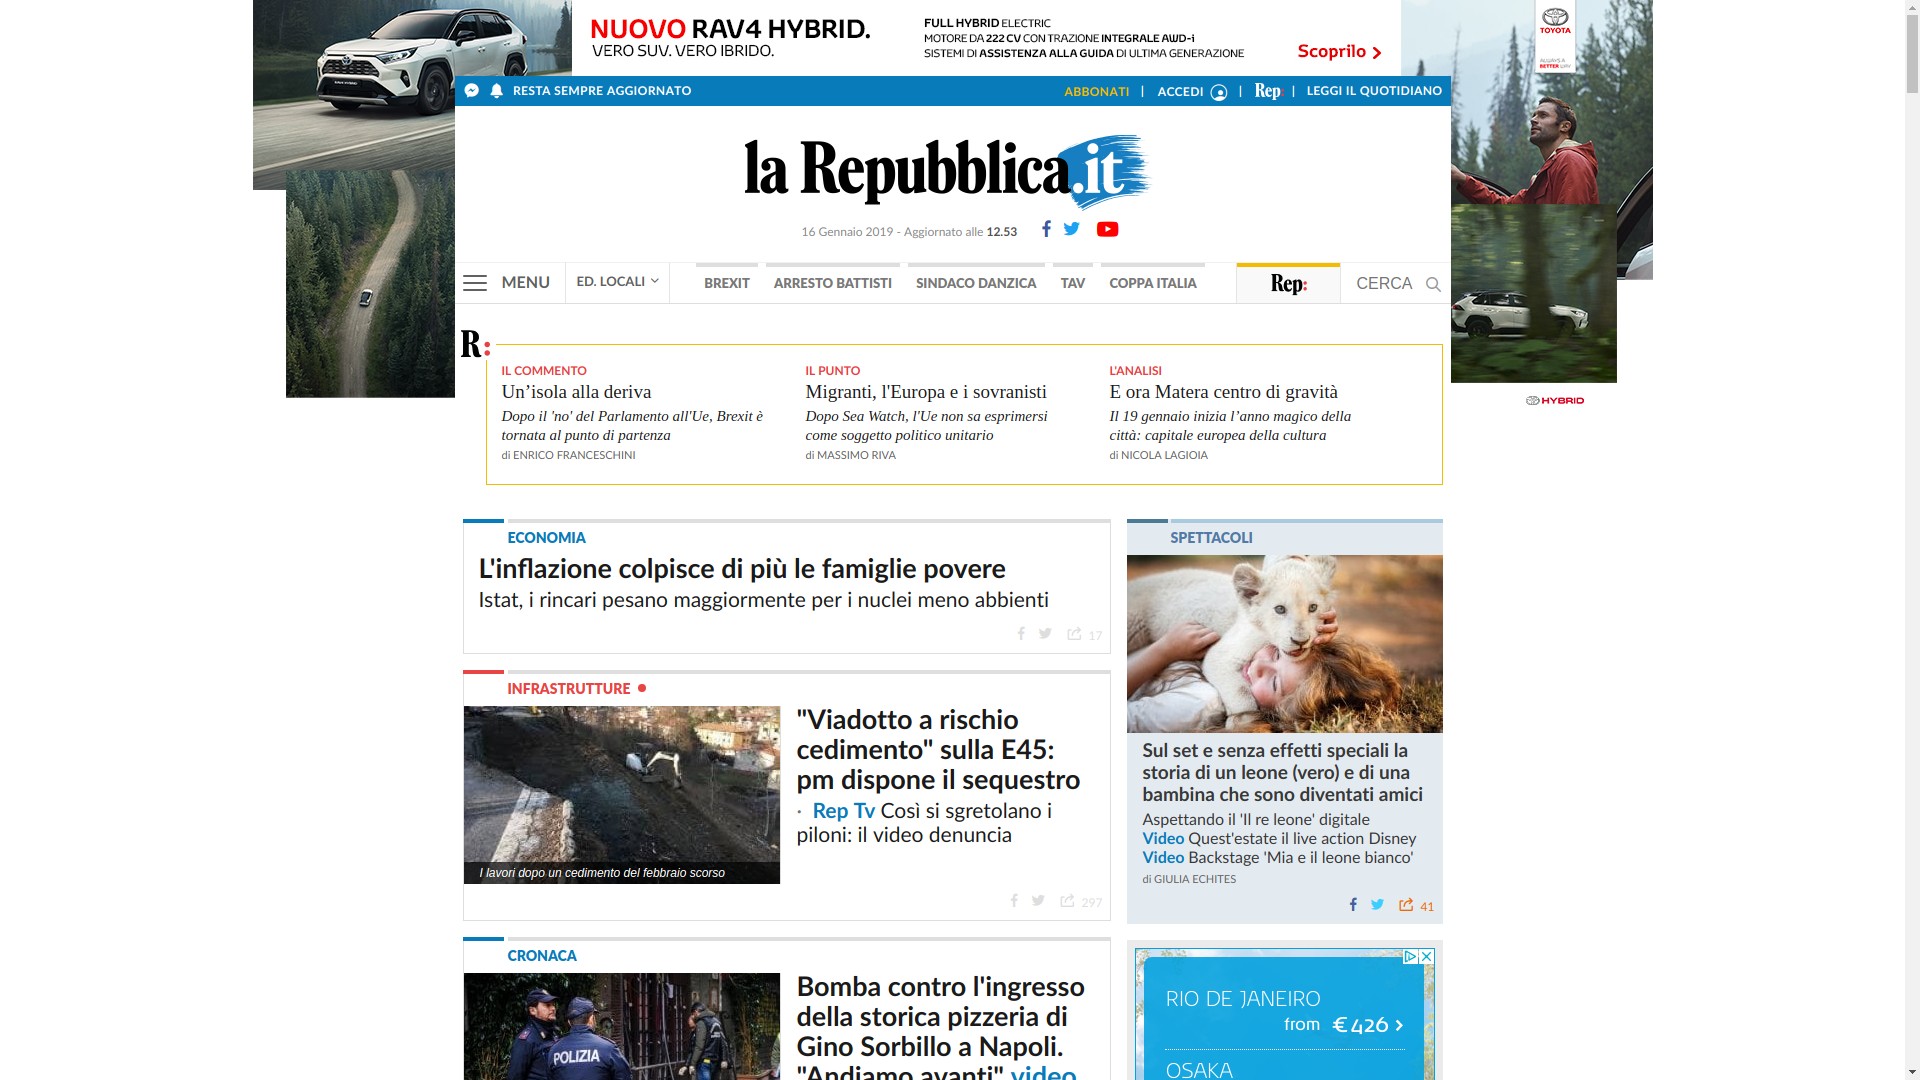 NUOVO RAV4 HYBRID.
VERO SUV. VERO IBRIDO.
FULL HYBRID ELECTRIC
MOTORE DA 222 CV CON TRAZIONE INTEGRALE AWD-i
SISTEMI DI ASSISTENZA ALLA GUIDA DI ULTIMA GENERAZIONE
Scoprilo
TOYOTA
ALWAYS A
BETTER WAY
RESTA SEMPRE AGGIORNATO
ABBONATI | ACCEDI | Rep: | LEGGI IL QUOTIDIANO
la Repubblica.it
16 Gennaio 2019 - Aggiornato alle 12.53
MENU
ED. LOCALI
BREXIT
ARRESTO BATTISTI
SINDACO DANZICA
TAV
COPPA ITALIA
Rep:
CERCA
R:
IL COMMENTO
Un’isola alla deriva
Dopo il 'no' del Parlamento all'Ue, Brexit è
tornata al punto di partenza
di ENRICO FRANCESCHINI
IL PUNTO
Migranti, l'Europa e i sovranisti
Dopo Sea Watch, l'Ue non sa esprimersi
come soggetto politico unitario
di MASSIMO RIVA
L'ANALISI
E ora Matera centro di gravità
Il 19 gennaio inizia l’anno magico della
città: capitale europea della cultura
di NICOLA LAGIOIA
HYBRID
ECONOMIA
L'inflazione colpisce di più le famiglie povere
Istat, i rincari pesano maggiormente per i nuclei meno abbienti
17
INFRASTRUTTURE
I lavori dopo un cedimento del febbraio scorso
"Viadotto a rischio
cedimento" sulla E45:
pm dispone il sequestro
· Rep Tv Così si sgretolano i
piloni: il video denuncia
297
CRONACA
POLIZIA
Bomba contro l'ingresso
della storica pizzeria di
Gino Sorbillo a Napoli.
"Andiamo avanti" video
SPETTACOLI
Sul set e senza effetti speciali la
storia di un leone (vero) e di una
bambina che sono diventati amici
Aspettando il 'Il re leone' digitale
Video Quest'estate il live action Disney
Video Backstage 'Mia e il leone bianco'
di GIULIA ECHITES
41
RIO DE JANEIRO
from €426
OSAKA